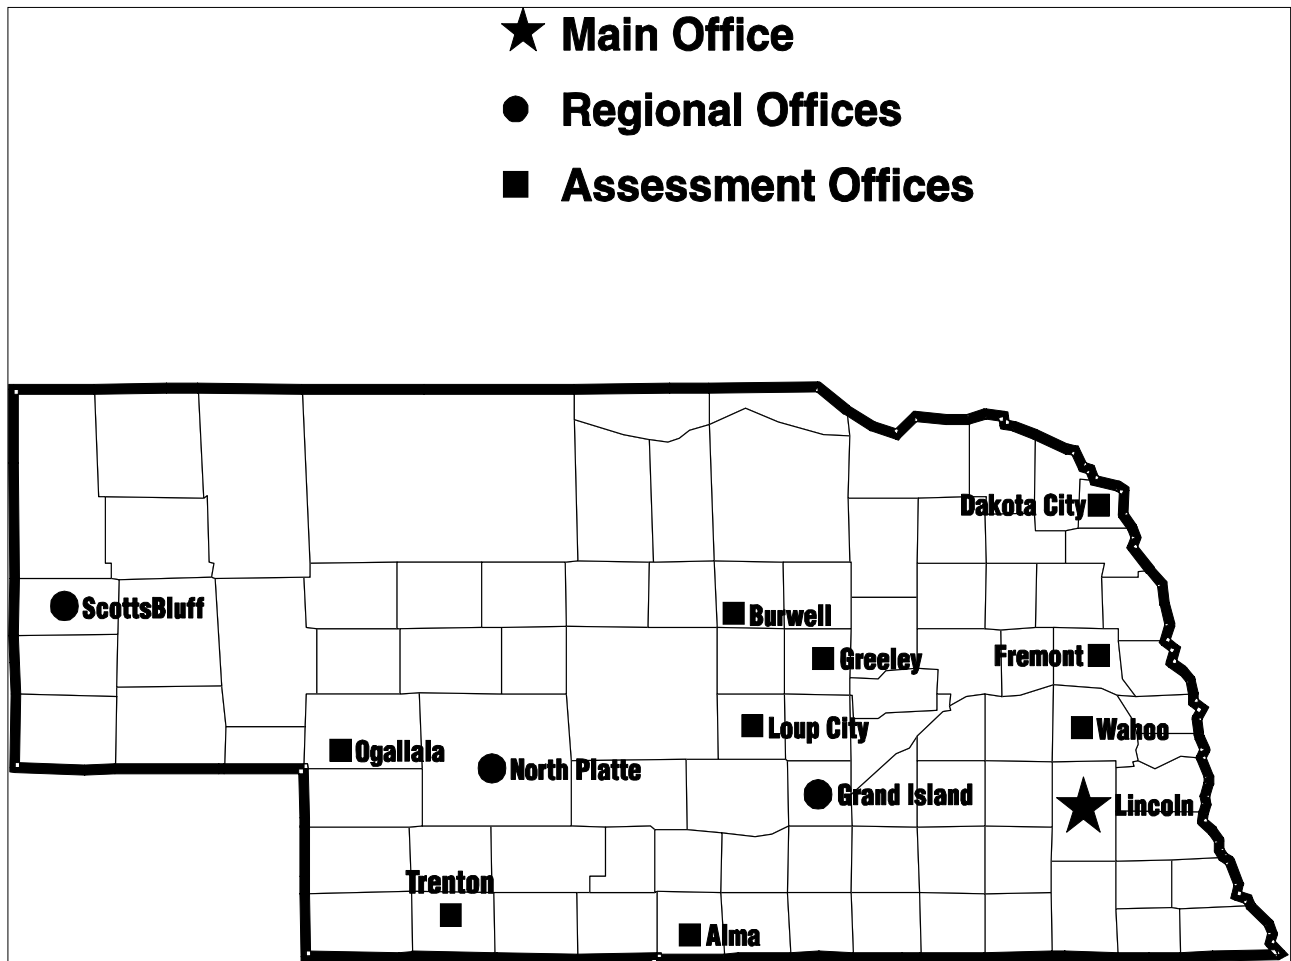 Main Office
Regional Offices
Assessment Offices
Dakota City
ScottsBluff
Burwell
Greeley
Fremont
Loup City
Wahoo
Ogallala
North Platte
Grand Island
Lincoln
Trenton
Alma